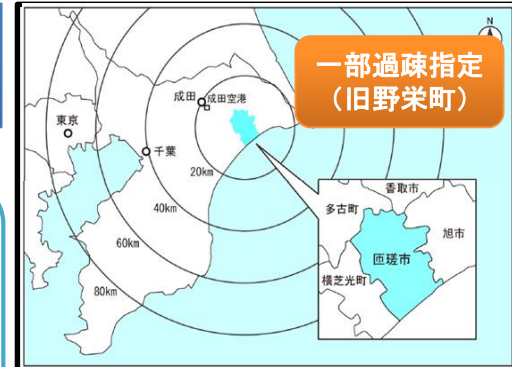 N
一部過疎指定
（旧野栄町）
成田
成田空港
東京
千葉
20km
40km
60km
80km
香取市
多古町
旭市
匝瑳市
横芝光町